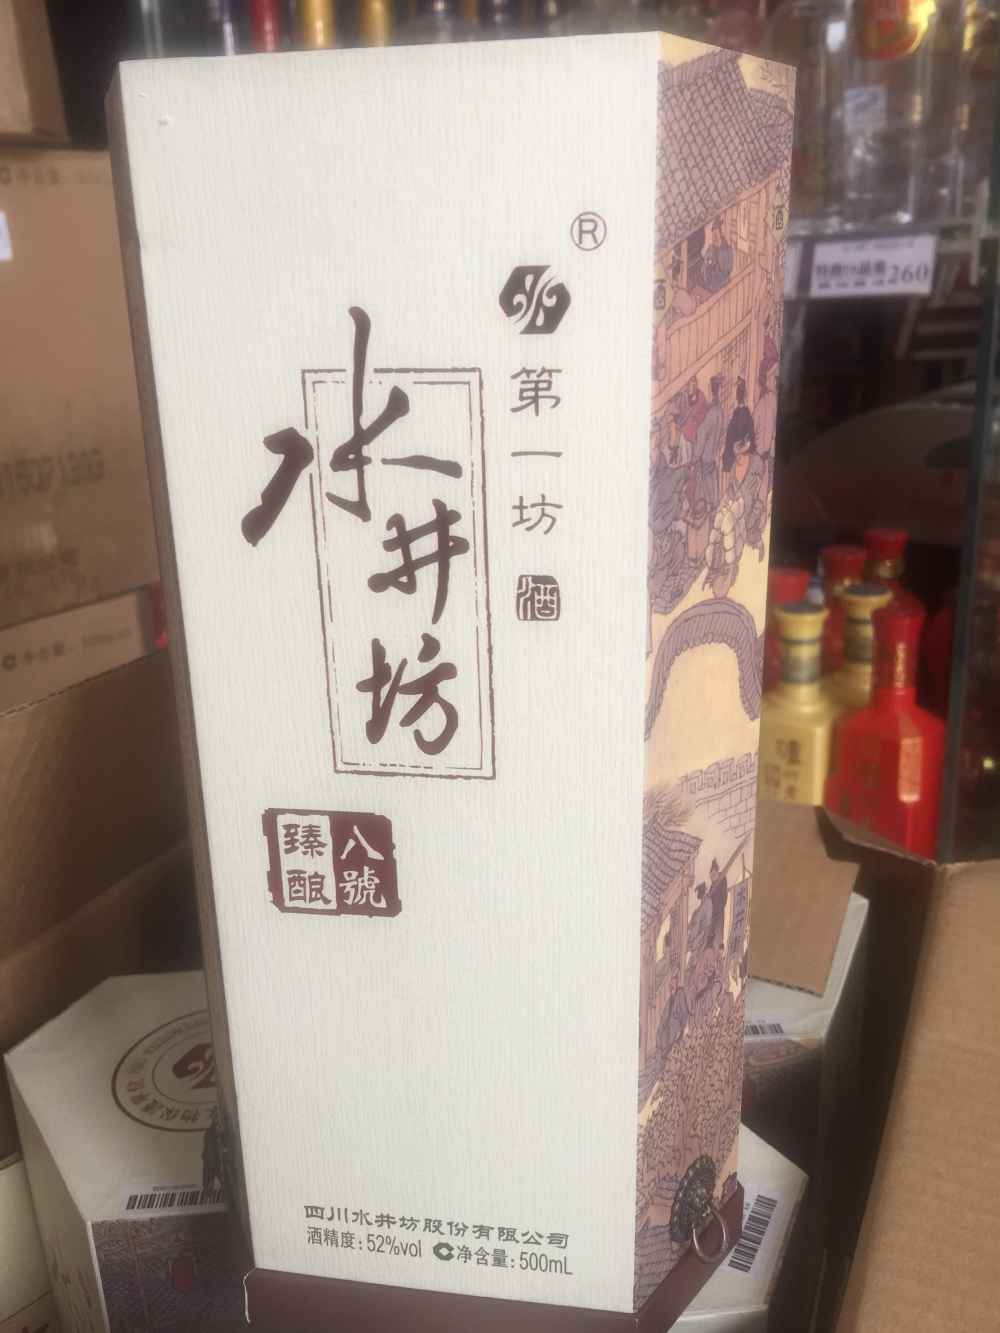 ®
第一坊
酒
水井坊
臻酿
八號
四川水井坊股份有限公司
酒精度:52%vol 净含量:500mL
260
酒